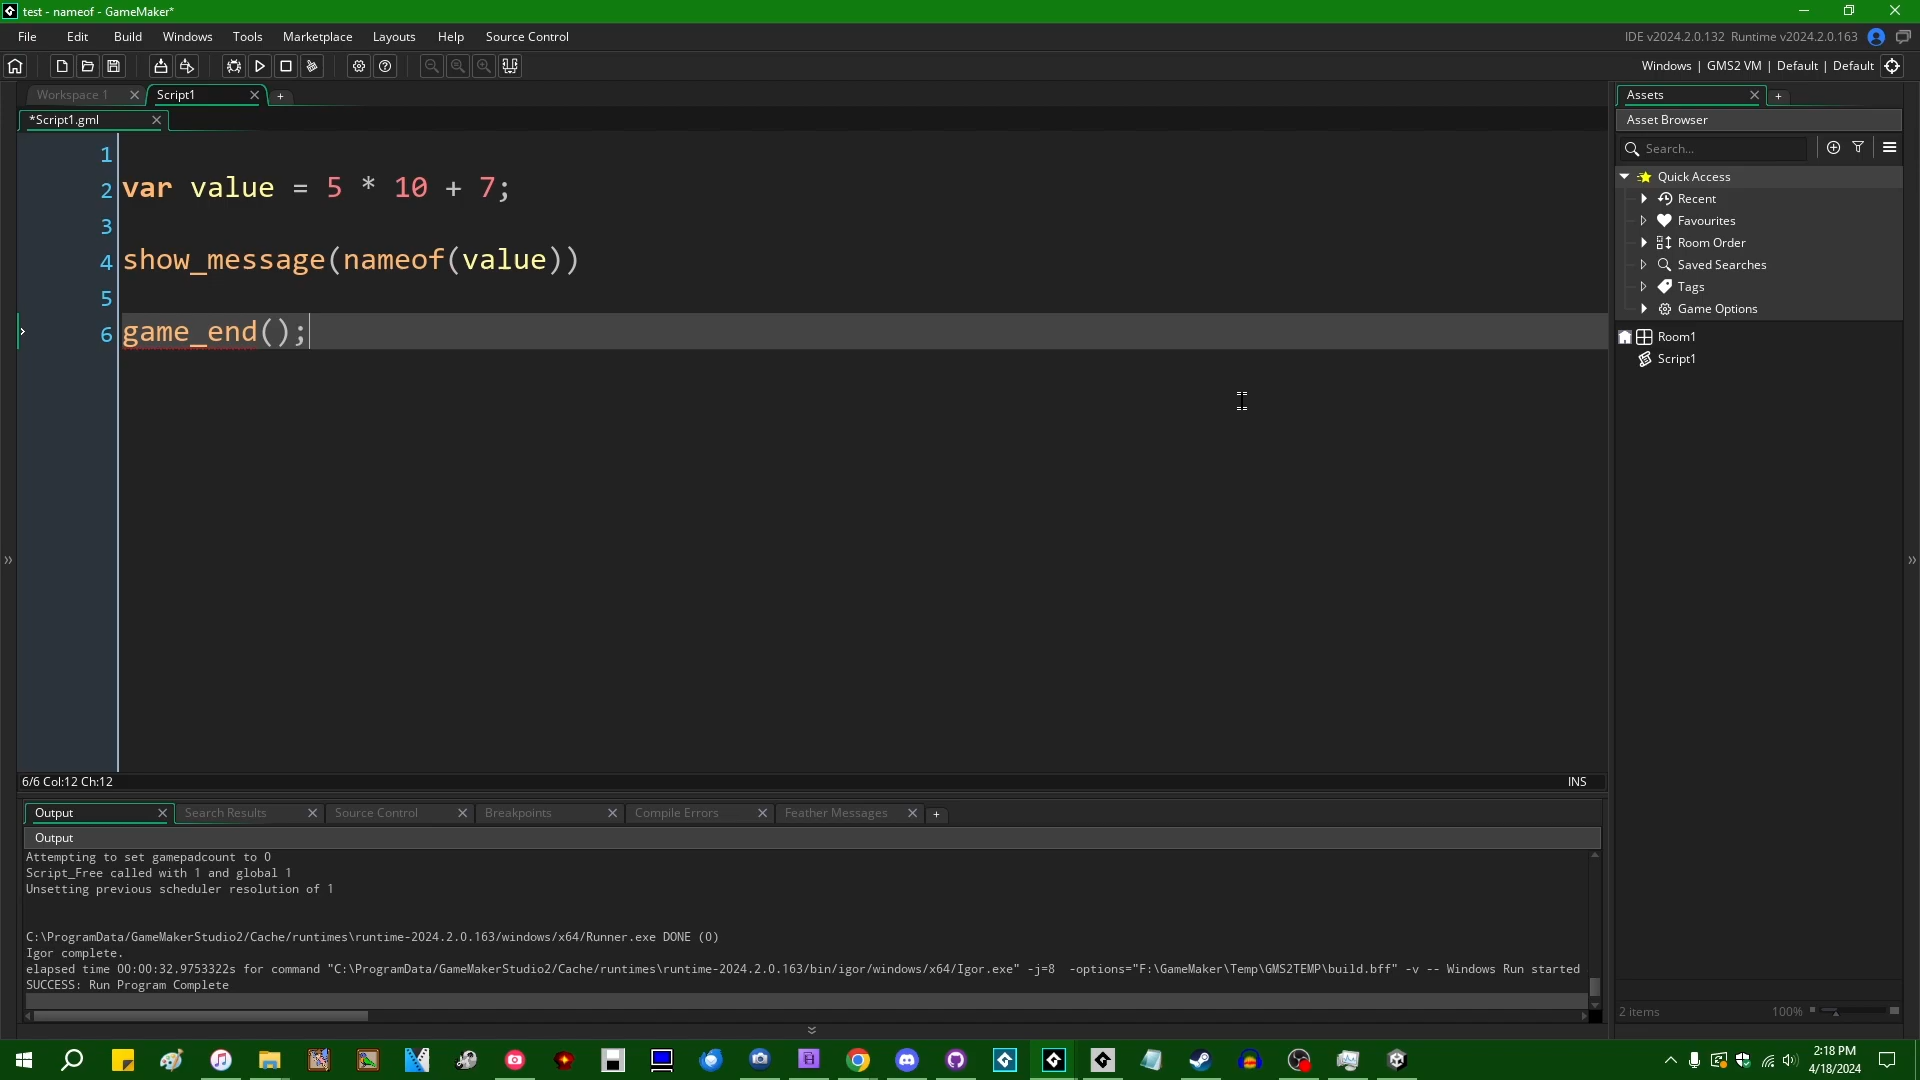 test - nameof - GameMaker*
File Edit Build Windows Tools Marketplace Layouts Help Source Control
IDE v2024.2.0.132 Runtime v2024.2.0.163
Windows | GMS2 VM | Default | Default
Workspace 1
Script1
*Script1.gml
1
2 var value = 5 * 10 + 7;
3
4 show_message(nameof(value))
5
6 game_end();
6/6 Col:12 Ch:12
INS
Output
Search Results
Source Control
Breakpoints
Compile Errors
Feather Messages
Output
Attempting to set gamepadcount to 0
Script_Free called with 1 and global 1
Unsetting previous scheduler resolution of 1
C:\ProgramData/GameMakerStudio2/Cache/runtimes\runtime-2024.2.0.163/windows/x64/Runner.exe DONE (0)
Igor complete.
elapsed time 00:00:32.9753322s for command "C:\ProgramData/GameMakerStudio2/Cache/runtimes\runtime-2024.2.0.163/bin/igor/windows/x64/Igor.exe" -j=8  -options="F:\GameMaker\Temp\GMS2TEMP\build.bff" -v -- Windows Run started
SUCCESS: Run Program Complete
Assets
Asset Browser
Search...
Quick Access
Recent
Favourites
Room Order
Saved Searches
Tags
Game Options
Room1
Script1
2 items
100%
2:18 PM
4/18/2024